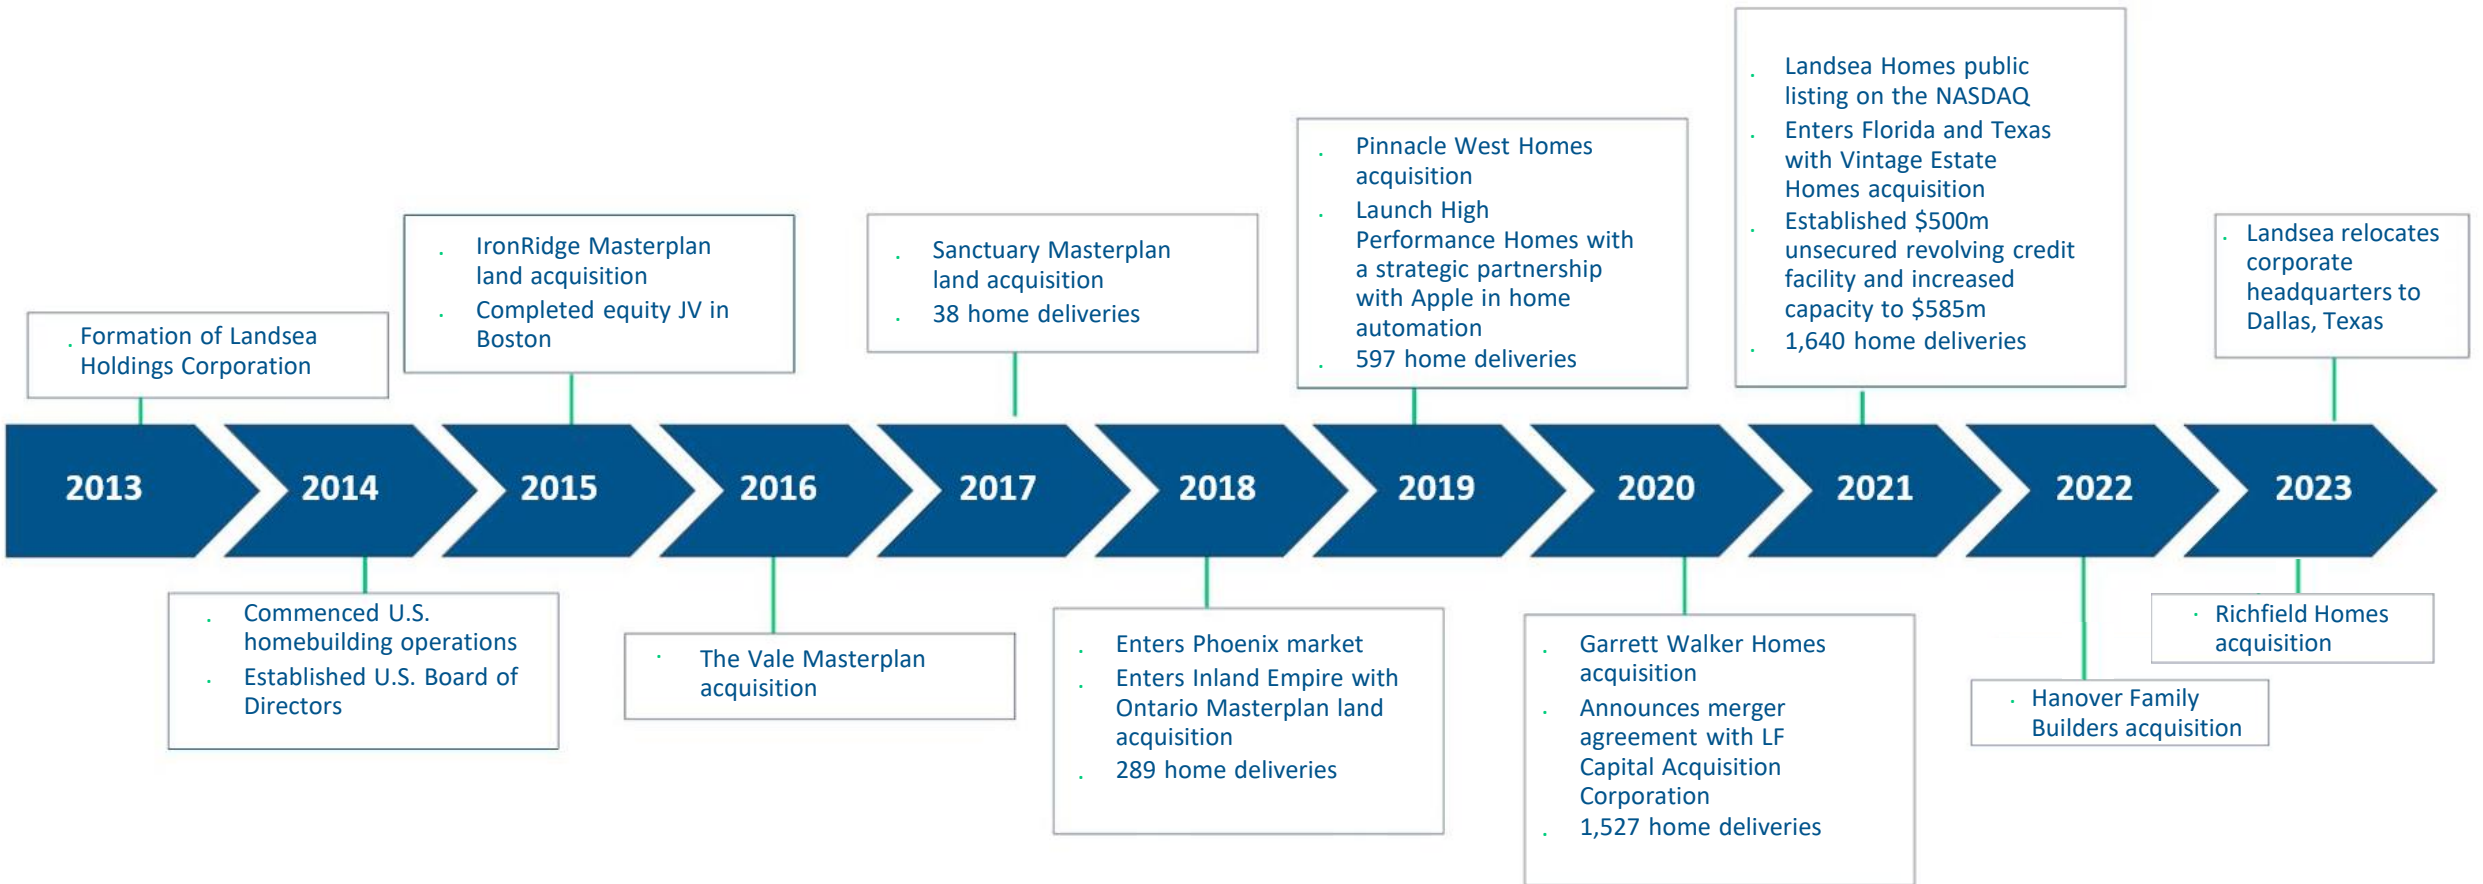 Landsea Homes public
listing on the NASDAQ
Enters Florida and Texas
with Vintage Estate
Homes acquisition
Established $500m
unsecured revolving credit
facility and increased
capacity to $585m
1,640 home deliveries
Pinnacle West Homes
acquisition
Launch High
Performance Homes with
a strategic partnership
with Apple in home
automation
597 home deliveries
IronRidge Masterplan
land acquisition
Completed equity JV in
Boston
Sanctuary Masterplan
land acquisition
38 home deliveries
Landsea relocates
corporate
headquarters to
Dallas, Texas
Formation of Landsea
Holdings Corporation
2013
2014
2015
2016
2017
2018
2019
2020
2021
2022
2023
Commenced U.S.
homebuilding operations
Established U.S. Board of
Directors
The Vale Masterplan
acquisition
Enters Phoenix market
Enters Inland Empire with
Ontario Masterplan land
acquisition
289 home deliveries
Garrett Walker Homes
acquisition
Announces merger
agreement with LF
Capital Acquisition
Corporation
1,527 home deliveries
Hanover Family
Builders acquisition
Richfield Homes
acquisition